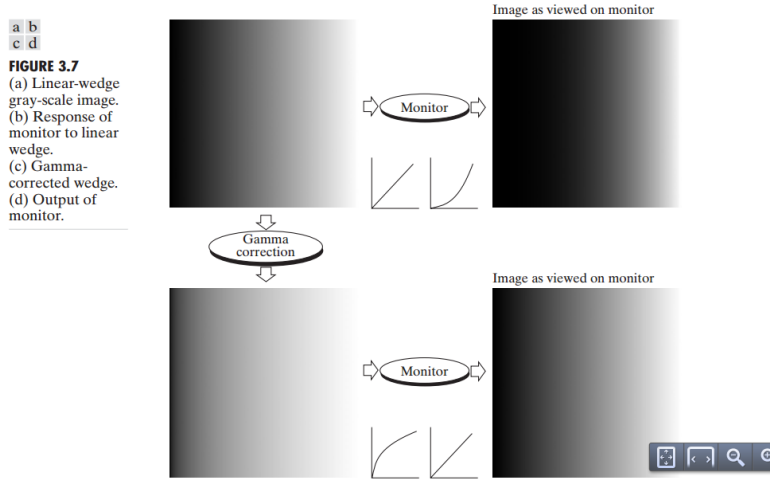 a b
c d
FIGURE 3.7
(a) Linear-wedge
gray-scale image.
(b) Response of
monitor to linear
wedge.
(c) Gamma-
corrected wedge.
(d) Output of
monitor.
Image as viewed on monitor
Monitor
Gamma
correction
Image as viewed on monitor
Monitor